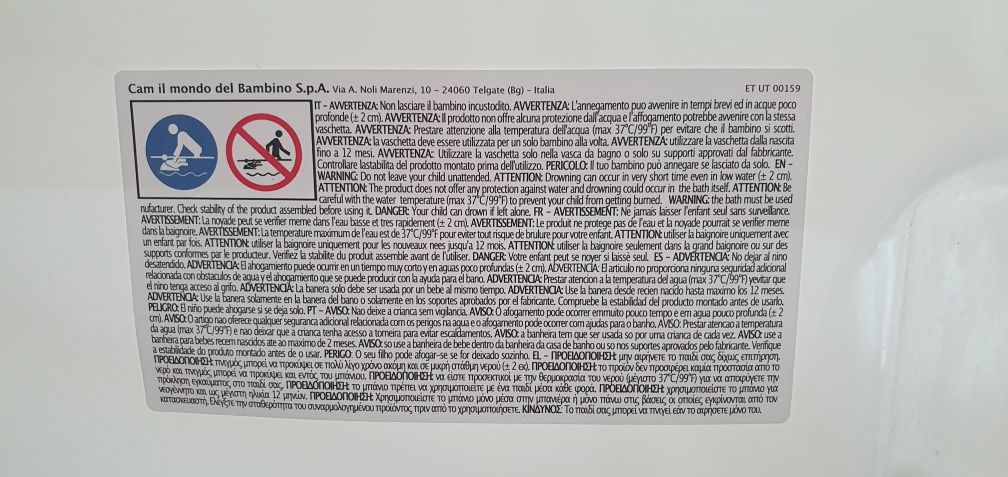 Cam il mondo del Bambino S.p.A. Via A. Noli Marenzi, 10 – 24060 Telgate (Bg) – Italia ET UT 00159
IT – AVVERTENZA: Non lasciare il bambino incustodito. AVVERTENZA: L'annegamento puo avvenire in tempi brevi ed in acque poco
profonde (± 2 cm). AVVERTENZA: Il prodotto non offre alcuna protezione dall'acqua e l'affogamento potrebbe avvenire con la stessa
vaschetta. AVVERTENZA: Prestare attenzione alla temperatura dell'acqua (max 37°C/99°F) per evitare che il bambino si scotti.
AVVERTENZA: la vaschetta deve essere utilizzata per un solo bambino alla volta. AVVERTENZA: utilizzare la vaschetta dalla nascita
fino a 12 mesi. AVVERTENZA: Utilizzare la vaschetta solo nella vasca da bagno o solo su supporti approvati dal fabbricante.
Controllare lastabilita del prodotto montato prima dell'utilizzo. PERICOLO: Il tuo bambino può annegare se lasciato da solo. EN –
WARNING: Do not leave your child unattended. ATTENTION: Drowning can occur in very short time even in low water (± 2 cm).
ATTENTION: The product does not offer any protection against water and drowning could occur in the bath itself. ATTENTION: Be
careful with the water temperature (max 37°C/99°F) to prevent your child from getting burned. WARNING: the bath must be used
nufacturer. Check stability of the product assembled before using it. DANGER: Your child can drown if left alone. FR – AVERTISSEMENT: Ne jamais laisser l'enfant seul sans surveillance.
AVERTISSEMENT: La noyade peut se verifier meme dans l'eau basse et tres rapidement (± 2 cm). AVERTISSEMENT: Le produit ne protege pas de l'eau et la noyade pourrait se verifier meme
dans la baignoire. AVERTISSEMENT: La temperature maximum de l'eau est de 37°C/99°F pour eviter tout risque de brulure pour votre enfant. ATTENTION: utiliser la baignoire uniquement avec
un enfant par fois. ATTENTION: utiliser la baignoire uniquement pour les nouveaux nees jusqu'a 12 mois. ATTENTION: utiliser la baignoire seulement dans la grand baignoire ou sur des
supports conformes par le producteur. Verifiez la stabilite du produit assemble avant de l'utiliser. DANGER: Votre enfant peut se noyer si laissé seul. ES – ADVERTENCIA: No dejar al nino
desatendido. ADVERTENCIA: El ahogamiento puede ocurrir en un tiempo muy corto y en aguas poco profundas (± 2 cm). ADVERTENCIA: El articulo no proporciona ninguna seguridad adicional
relacionada con obstaculos de agua y el ahogamiento que se puede producir con la ayuda para el bano. ADVERTENCIA: Prestar atencion a la temperatura del agua (max 37°C/99°F) y evitar que
el nino tenga acceso al grifo. ADVERTENCIA: La banera solo debe ser usada por un bebe al mismo tiempo. ADVERTENCIA: Use la banera desde recien nacido hasta maximo los 12 meses.
ADVERTENCIA: Use la banera solamente en la banera del bano o solamente en los soportes aprobados por el fabricante. Compruebe la estabilidad del producto montado antes de usarlo.
PELIGRO: El niño puede ahogarse si se deja solo. PT – AVISO: Nao deixe a crianca sem vigilancia. AVISO: O afogamento pode ocorrer emmuito pouco tempo e em agua pouco profunda (± 2
cm). AVISO: O artigo nao oferece qualquer seguranca adicional relacionada com os perigos na agua e o afogamento pode ocorrer com ajudas para o banho. AVISO: Prestar atencao a temperatura
da agua (max 37°C/99°F) e nao deixar que a crianca tenha acesso a torneira para evitar escaldamentos. AVISO: a banheira tem que ser usada so por uma crianca de cada vez. AVISO: use a
banheira para bebes recem nascidos ate ao maximo de 2 meses. AVISO: so use a banheira de bebe dentro da banheira da casa de banho ou so nos suportes aprovados pelo fabricante. Verifique
a estabilidade do produto montado antes de o usar. PERIGO: O seu filho pode afogar-se se for deixado sozinho. EL – ΠΡΟΕΙΔΟΠΟΙΗΣΗ: μην αφήνετε το παιδί σας δίχως επιτήρηση.
ΠΡΟΕΙΔΟΠΟΙΗΣΗ: πνιγμός μπορεί να προκύψει σε πολύ λίγο χρόνο ακόμη και σε μικρή στάθμη νερού (± 2 εκ). ΠΡΟΕΙΔΟΠΟΙΗΣΗ: το προϊόν δεν προσφέρει καμία προστασία από το
νερό και πνιγμός μπορεί να προκύψει και εντός του μπάνιου. ΠΡΟΕΙΔΟΠΟΙΗΣΗ: να είστε προσεκτικοί με την θερμοκρασία του νερού (μέγιστη 37°C/99°F) για να αποφύγετε την
πρόκληση εγκαύματος στο παιδί σας. ΠΡΟΕΙΔΟΠΟΙΗΣΗ: το μπάνιο πρέπει να χρησιμοποιείτε με ένα παιδί μέσα κάθε φορά. ΠΡΟΕΙΔΟΠΟΙΗΣΗ: χρησιμοποιείστε το μπάνιο για
νεογέννητο και ως μέγιστη ηλικία 12 μηνών. ΠΡΟΕΙΔΟΠΟΙΗΣΗ: Χρησιμοποιείστε το μπάνιο μόνο μέσα στην μπανιέρα ή μόνο πάνω στις βάσεις οι οποίες εγκρίνονται από τον
κατασκευαστή. Ελέγξτε την σταθερότητα του συναρμολογημένου προϊόντος πριν από το χρησιμοποιήσετε. ΚΙΝΔΥΝΟΣ: Το παιδί σας μπορεί να πνιγεί εάν το αφήσετε μόνο του.